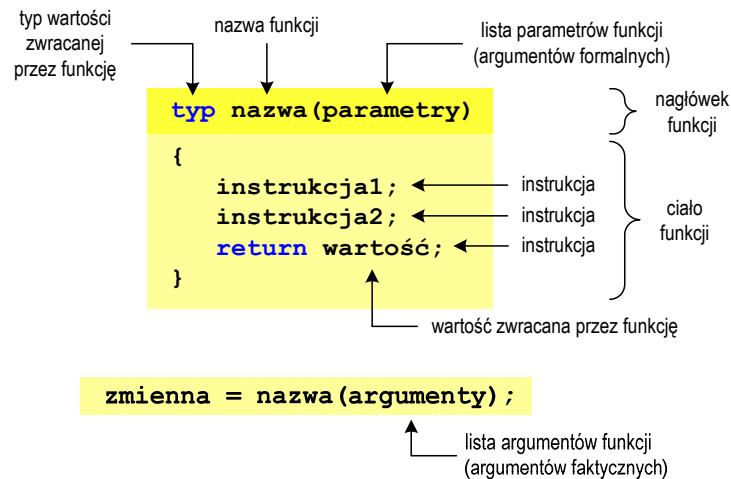 typ wartości
zwracanej
przez funkcję
nazwa funkcji
lista parametrów funkcji
(argumentów formalnych)
typ nazwa(parametry)
nagłówek
funkcji
{
instrukcja1;
instrukcja
instrukcja2;
instrukcja
return wartość;
instrukcja
}
ciało
funkcji
wartość zwracana przez funkcję
zmienna = nazwa(argumenty);
lista argumentów funkcji
(argumentów faktycznych)